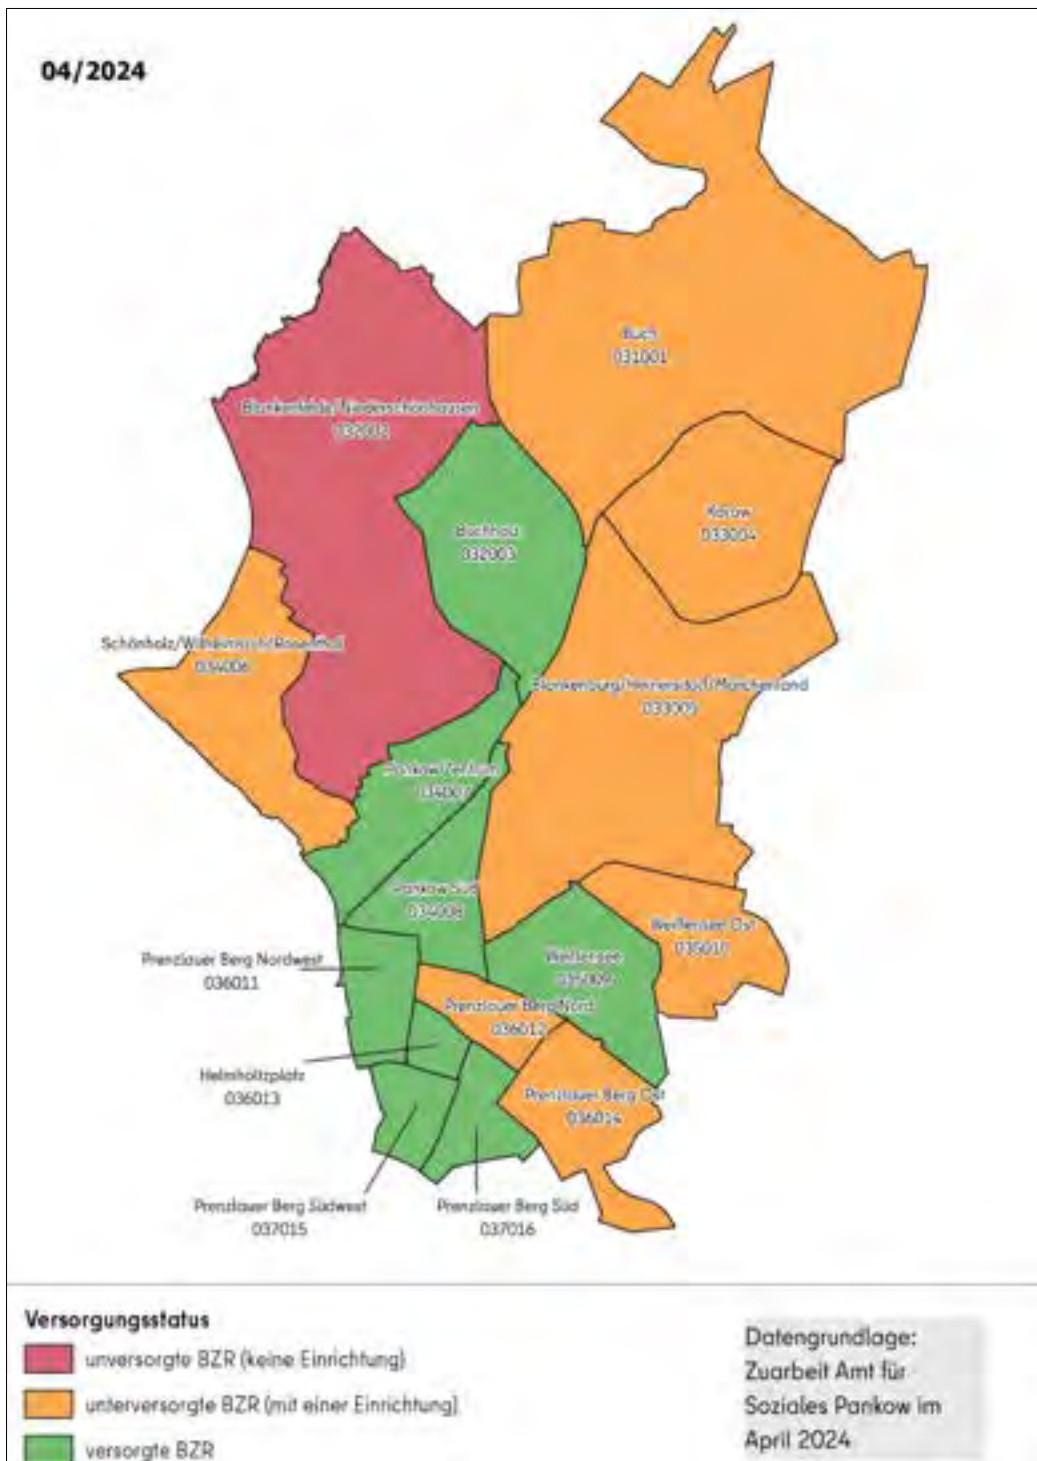 04/2024
Buch
031001
Blankenfelde/Niederschönhausen
032002
Buchholz
032003
Karow
033004
Schönholz/Wilhelmsruh/Rosenthal
034006
Blankenburg/Heinersdorf/Märchenland
033005
Pankow Zentrum
034007
Pankow Süd
034008
Weißensee Ost
035010
Weißensee
035009
Prenzlauer Berg Nordwest
036011
Prenzlauer Berg Nord
036012
Helmholtzplatz
036013
Prenzlauer Berg Ost
036014
Prenzlauer Berg Südwest
037015
Prenzlauer Berg Süd
037016
Versorgungsstatus
unversorgte BZR (keine Einrichtung)
unterversorgte BZR (mit einer Einrichtung)
versorgte BZR
Datengrundlage:
Zuarbeit Amt für
Soziales Pankow im
April 2024